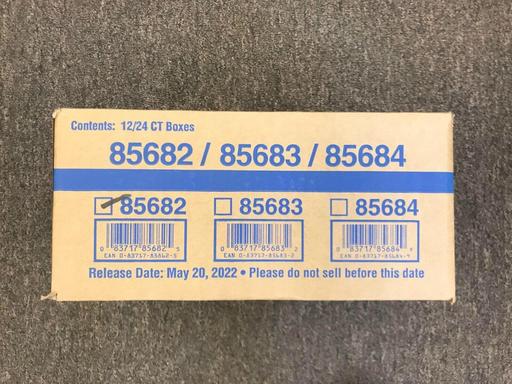 Contents: 12/24 CT Boxes
85682 / 85683 / 85684
85682 85683 85684
0 83717 85682 5 0 83717 85683 2 0 83717 85684 9
EAN 0-83717-85682-5 EAN 0-83717-85683-2 EAN 0-83717-85684-9
Release Date: May 20, 2022 • Please do not sell before this date